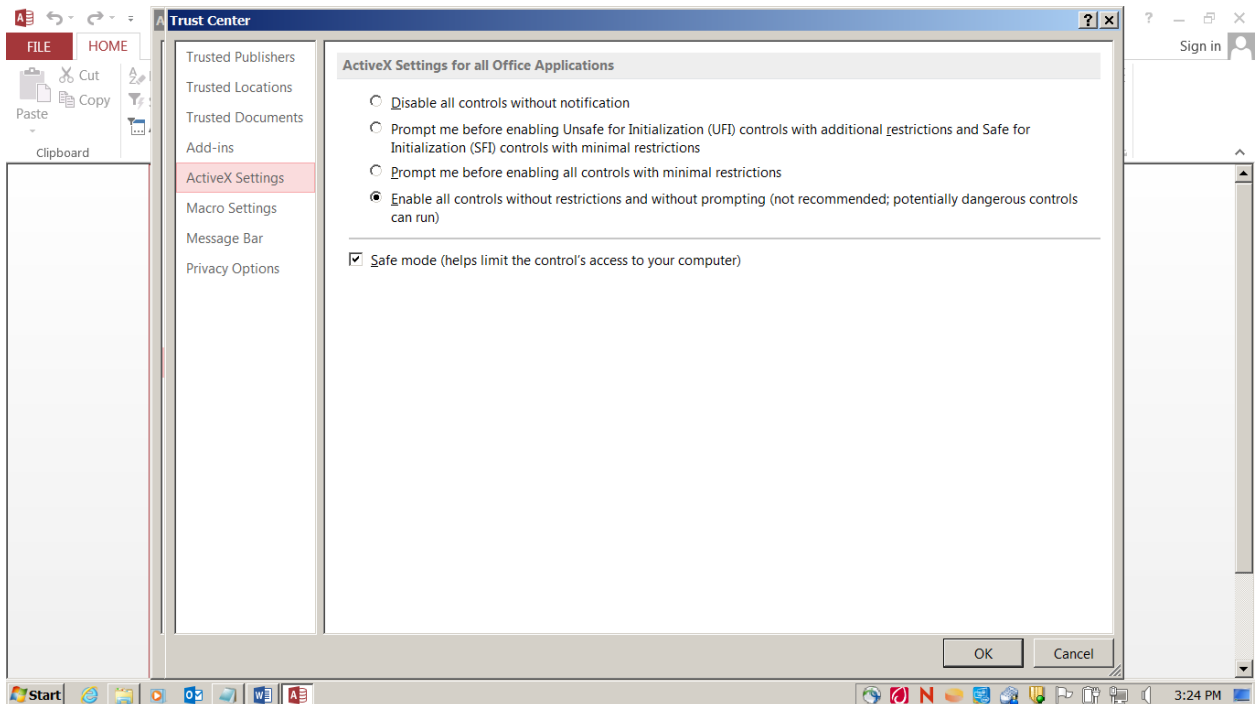 Trust Center
?
Sign in
FILE
HOME
Cut
Copy
Paste
Clipboard
Trusted Publishers
Trusted Locations
Trusted Documents
Add-ins
ActiveX Settings
Macro Settings
Message Bar
Privacy Options
ActiveX Settings for all Office Applications
Disable all controls without notification
Prompt me before enabling Unsafe for Initialization (UFI) controls with additional restrictions and Safe for
Initialization (SFI) controls with minimal restrictions
Prompt me before enabling all controls with minimal restrictions
Enable all controls without restrictions and without prompting (not recommended; potentially dangerous controls
can run)
Safe mode (helps limit the control's access to your computer)
OK
Cancel
Start
3:24 PM